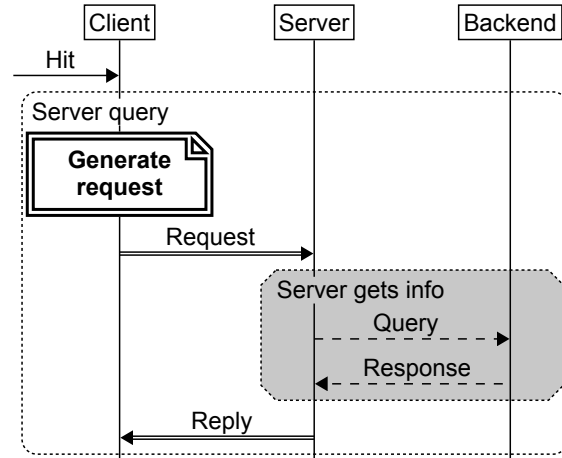 Client Server Backend
Hit
Server query
Generate
request
Request
Server gets info
Query
Response
Reply